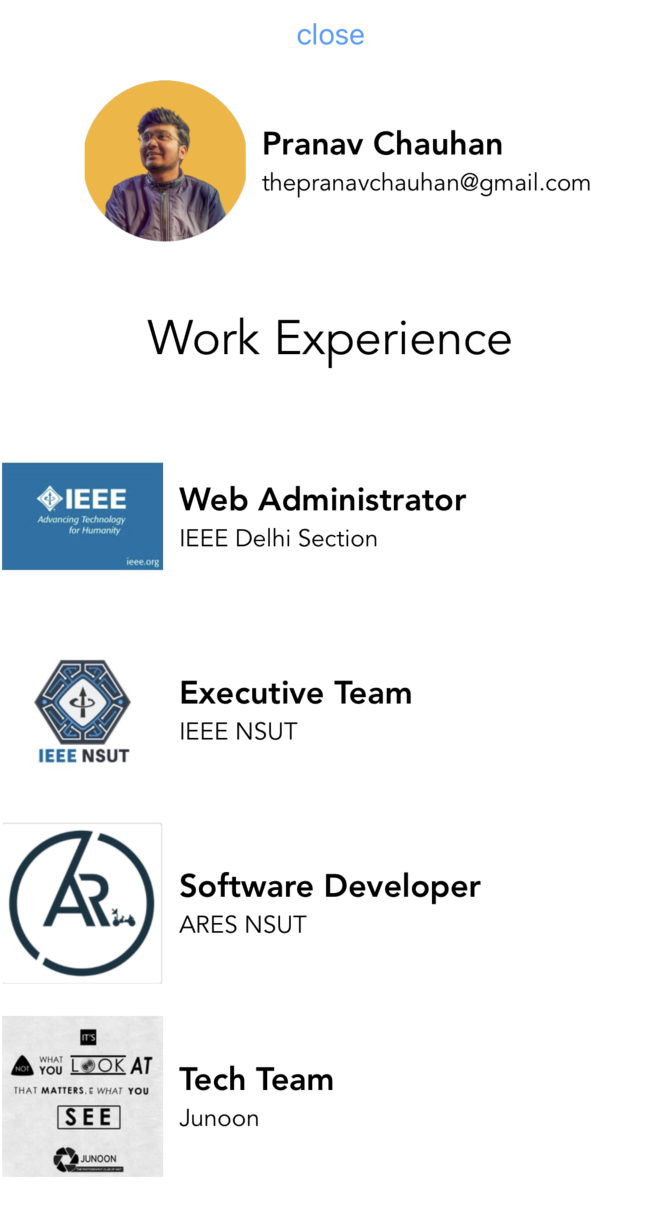 close
Pranav Chauhan
thepranavchauhan@gmail.com
Work Experience
IEEE
Advancing Technology
for Humanity
ieee.org
Web Administrator
IEEE Delhi Section
IEEE NSUT
Executive Team
IEEE NSUT
AR
Software Developer
ARES NSUT
IT'S
NOT WHAT YOU LOOK AT
THAT MATTERS, WHAT YOU
SEE
JUNOON
Tech Team
Junoon